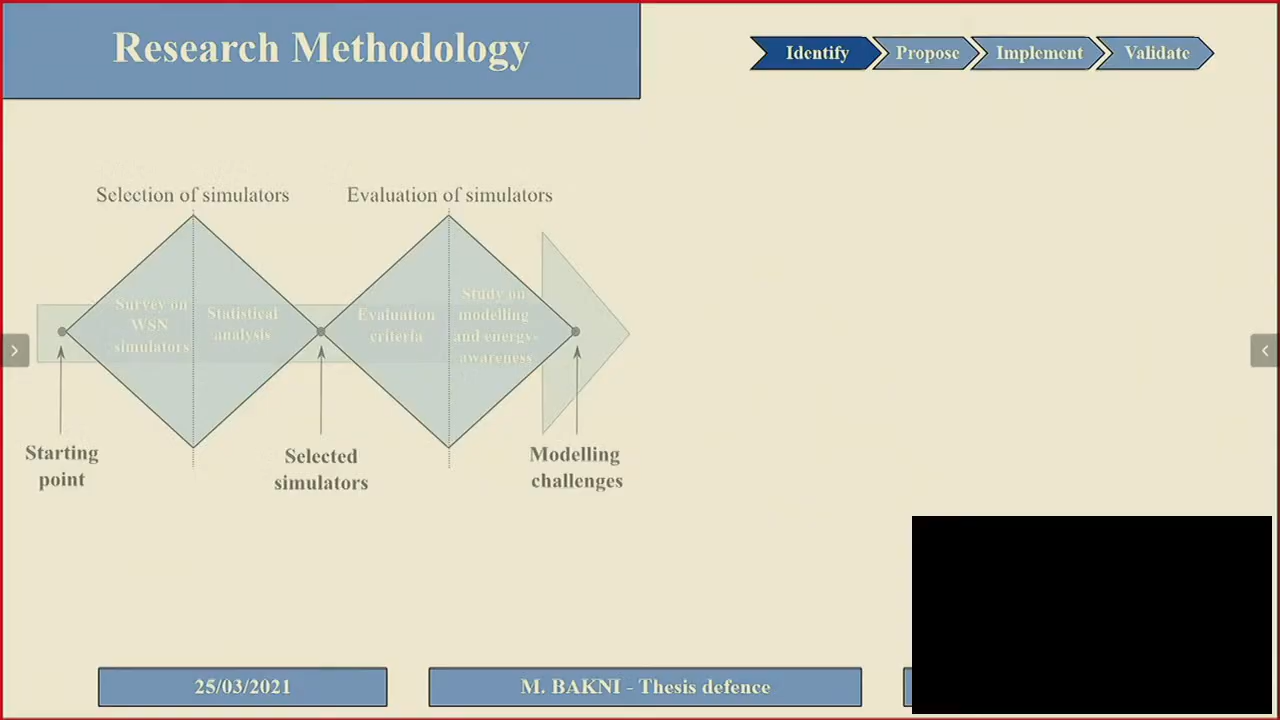 Research Methodology
Identify
Propose
Implement
Validate
Selection of simulators
Evaluation of simulators
Survey on
WSN
simulators
Statistical
analysis
Evaluation
criteria
Study on
modelling
and energy-
awareness
Starting
point
Selected
simulators
Modelling
challenges
25/03/2021
M. BAKNI - Thesis defence